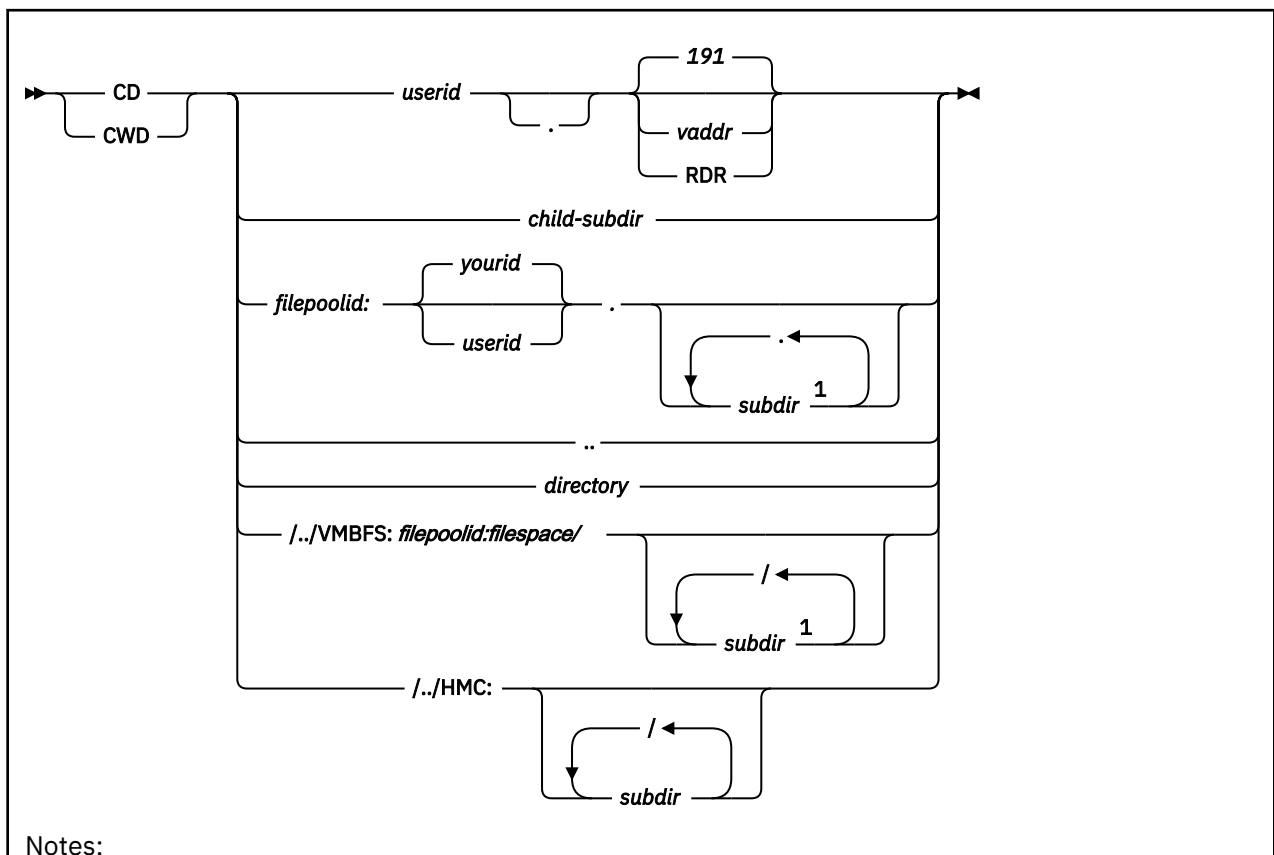 191
CD userid
.
CWD vaddr
RDR
child-subdir
yourid
filepoolid: .
userid
.
subdir 1
..
directory
/../VMBFS: filepoolid:filespace/
/
subdir 1
/../HMC:
/
subdir
Notes: